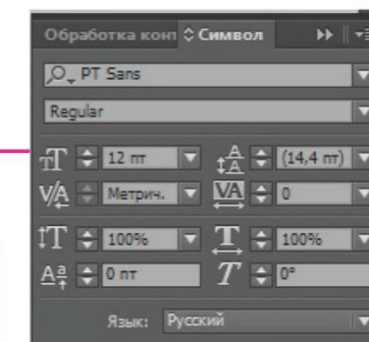 Обработка конт Символ
PT Sans
Regular
12 пт (14,4 пт)
Метрич. 0
100% 100%
0 пт 0°
Язык: Русский